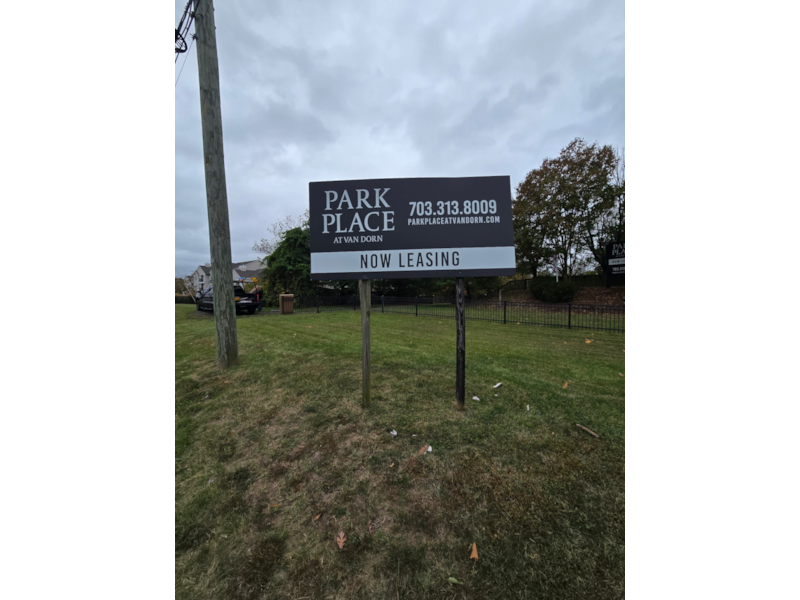 PARK
PLACE
AT VAN DORN
703.313.8009
PARKPLACEATVANDORN.COM
NOW LEASING